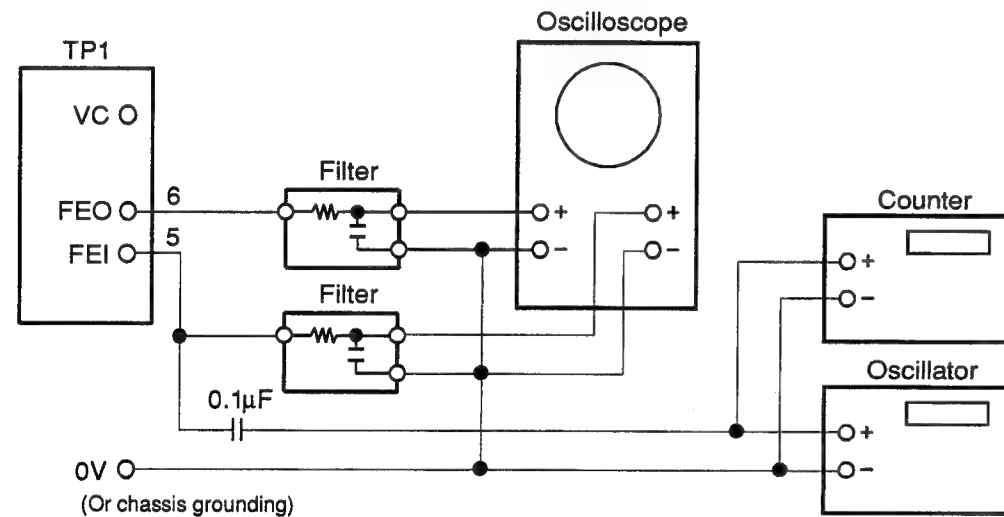 Oscilloscope
TP1
VC
Filter
6
FEO
+
+
Counter
5
FEI
−
−
+
Filter
−
Oscillator
0.1μF
+
0V
−
(Or chassis grounding)